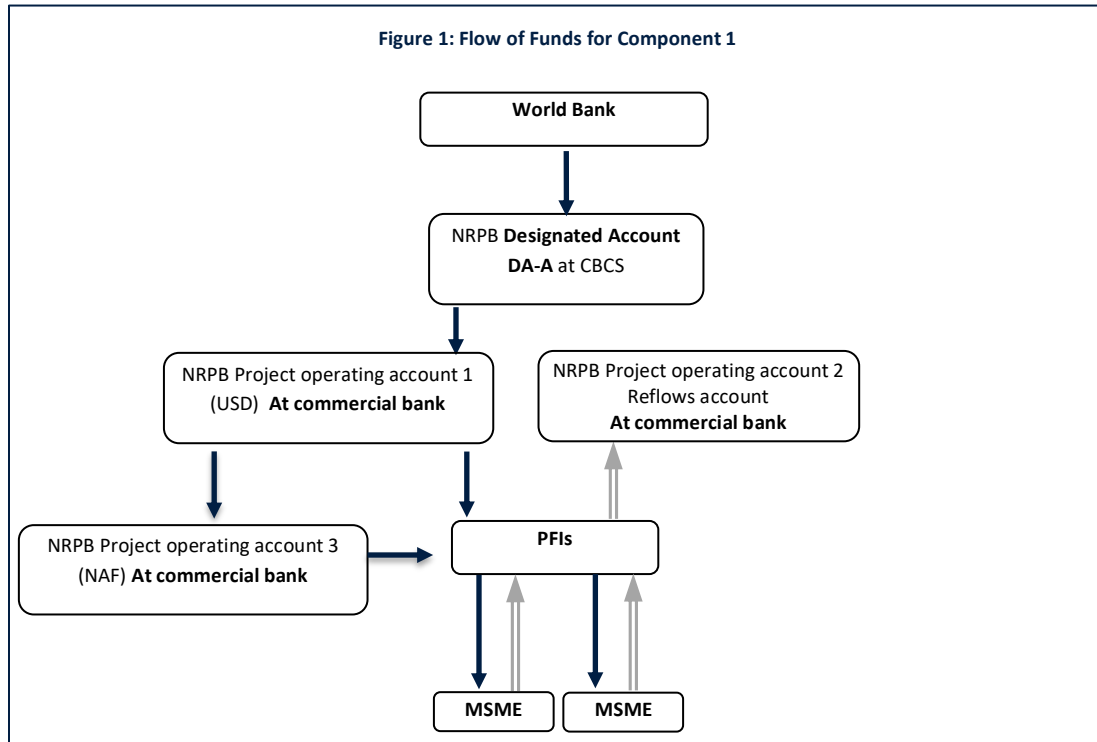 Figure 1: Flow of Funds for Component 1
World Bank
NRPB Designated Account
DA-A at CBCS
NRPB Project operating account 1
(USD) At commercial bank
NRPB Project operating account 2
Reflows account
At commercial bank
NRPB Project operating account 3
(NAF) At commercial bank
PFIs
MSME
MSME